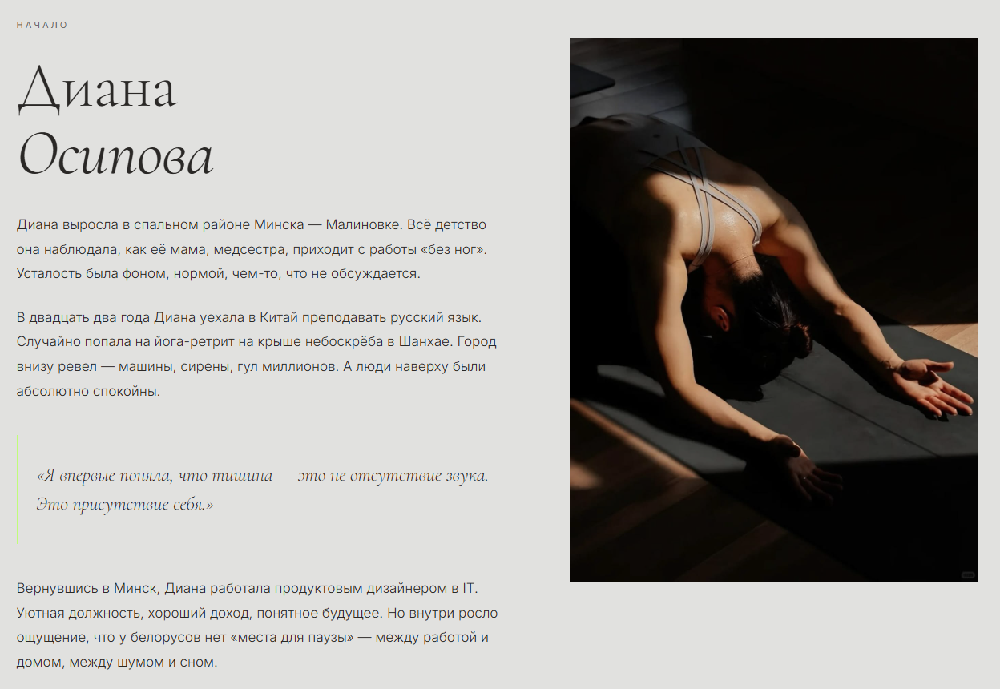 НАЧАЛО
Диана
Осипова
Диана выросла в спальном районе Минска — Малиновке. Всё детство
она наблюдала, как её мама, медсестра, приходит с работы «без ног».
Усталость была фоном, нормой, чем-то, что не обсуждается.
В двадцать два года Диана уехала в Китай преподавать русский язык.
Случайно попала на йога-ретрит на крыше небоскрёба в Шанхае. Город
внизу ревел — машины, сирены, гул миллионов. А люди наверху были
абсолютно спокойны.
«Я впервые поняла, что тишина — это не отсутствие звука.
Это присутствие себя.»
Вернувшись в Минск, Диана работала продуктовым дизайнером в IT.
Уютная должность, хороший доход, понятное будущее. Но внутри росло
ощущение, что у белорусов нет «места для паузы» — между работой и
домом, между шумом и сном.